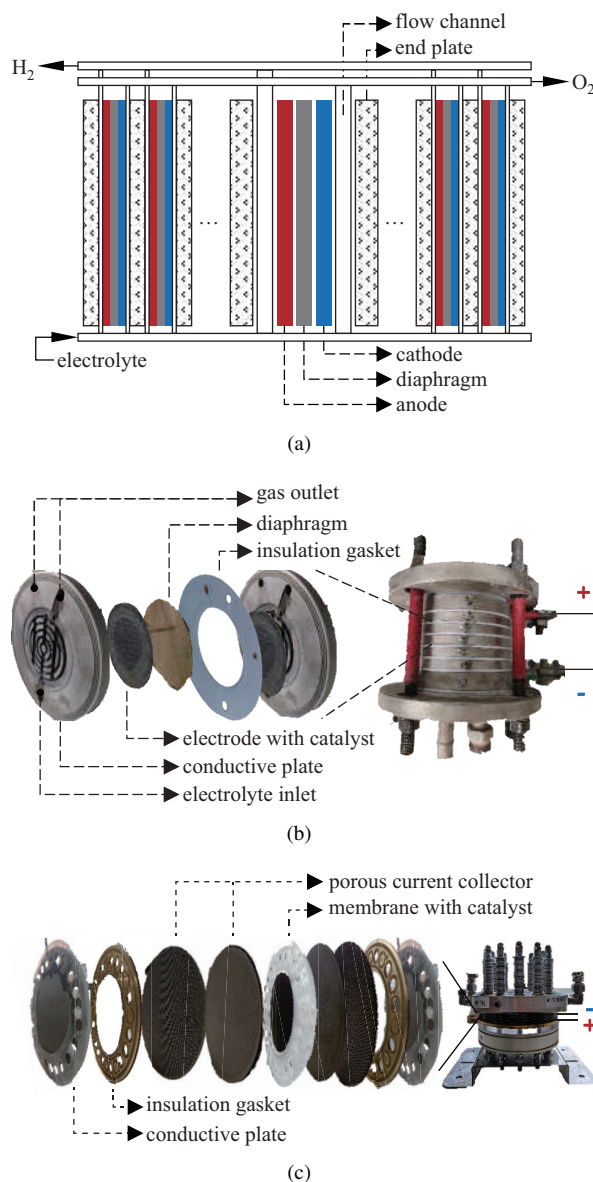 flow channel
end plate
H2
O2
...
...
electrolyte
cathode
diaphragm
anode
(a)
gas outlet
diaphragm
insulation gasket
+
-
electrode with catalyst
conductive plate
electrolyte inlet
(b)
porous current collector
membrane with catalyst
-
+
insulation gasket
conductive plate
(c)